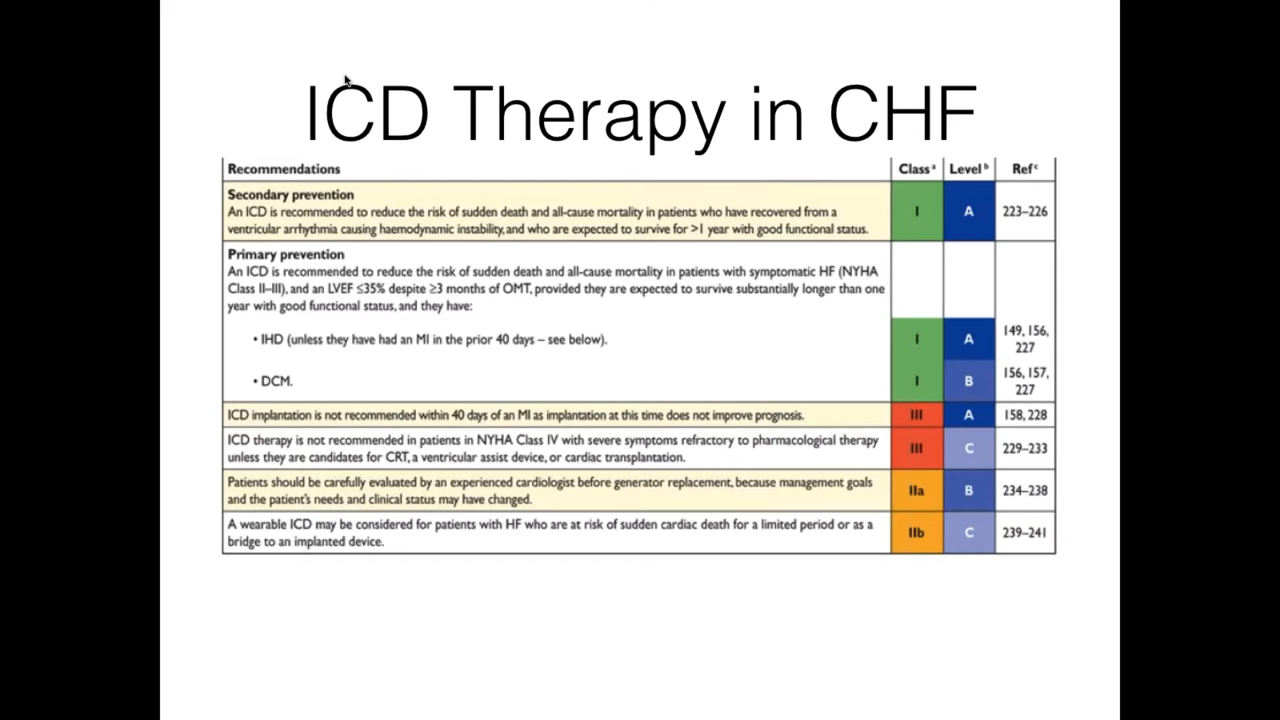 ICD Therapy in CHF
Recommendations Class a Level b Ref c
Secondary prevention
An ICD is recommended to reduce the risk of sudden death and all-cause mortality in patients who have recovered from a
ventricular arrhythmia causing haemodynamic instability, and who are expected to survive for >1 year with good functional status.
I A 223–226
Primary prevention
An ICD is recommended to reduce the risk of sudden death and all-cause mortality in patients with symptomatic HF (NYHA
Class II–III), and an LVEF ≤35% despite ≥3 months of OMT, provided they are expected to survive substantially longer than one
year with good functional status, and they have:
• IHD (unless they have had an MI in the prior 40 days – see below). I A 149, 156,
227
• DCM. I B 156, 157,
227
ICD implantation is not recommended within 40 days of an MI as implantation at this time does not improve prognosis. III A 158, 228
ICD therapy is not recommended in patients in NYHA Class IV with severe symptoms refractory to pharmacological therapy
unless they are candidates for CRT, a ventricular assist device, or cardiac transplantation.
III C 229–233
Patients should be carefully evaluated by an experienced cardiologist before generator replacement, because management goals
and the patient's needs and clinical status may have changed.
IIa B 234–238
A wearable ICD may be considered for patients with HF who are at risk of sudden cardiac death for a limited period or as a
bridge to an implanted device.
IIb C 239–241